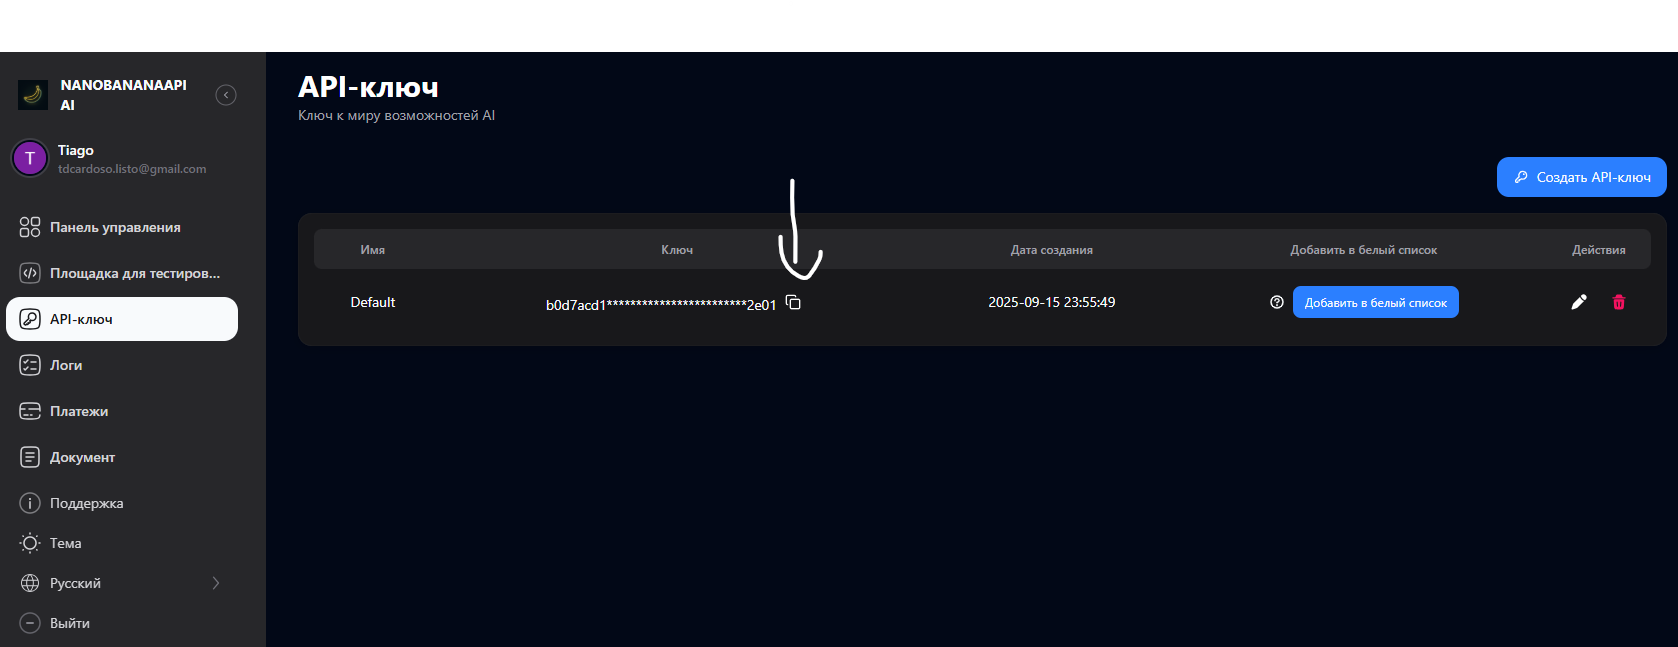 NANOBANANAAPI
AI
T
Tiago
tdcardoso.listo@gmail.com
Панель управления
Площадка для тестиров...
API-ключ
Логи
Платежи
Документ
Поддержка
Тема
Русский
Выйти
API-ключ
Ключ к миру возможностей AI
Создать API-ключ
Имя Ключ Дата создания Добавить в белый список Действия
Default b0d7acd1************************2e01 2025-09-15 23:55:49 Добавить в белый список